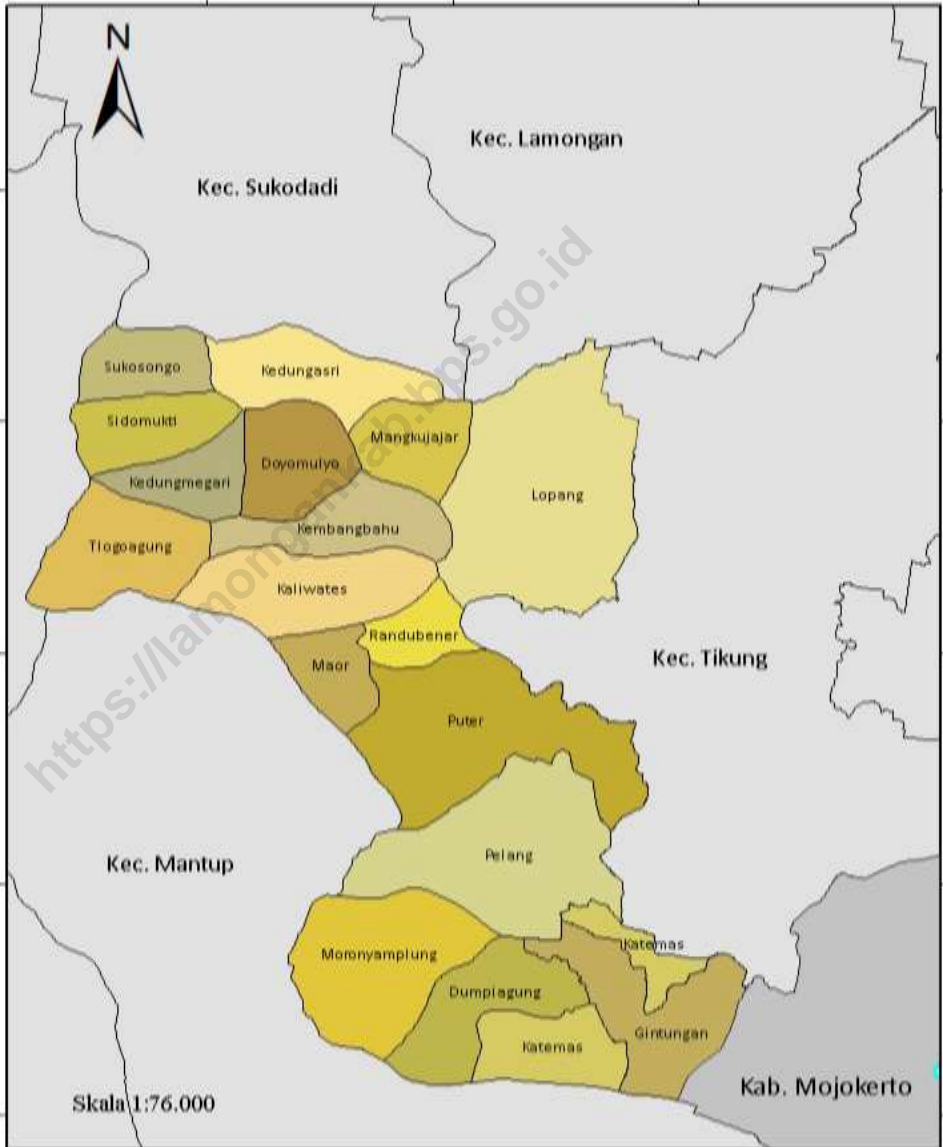 N
Kec. Lamongan
Kec. Sukodadi
https://lamongankab.bps.go.id
Sukosongo
Kedungasri
Sidomukti
Mangkujajar
Doyomulyo
Kedungmegari
Lopang
Kembangbahu
Tlogoagung
Kaliwates
Randubener
Maor
Kec. Tikung
Puter
Pelang
Kec. Mantup
Katemas
Moronyamplung
Dumpiagung
Gintungan
Katemas
Kab. Mojokerto
Skala 1:76.000